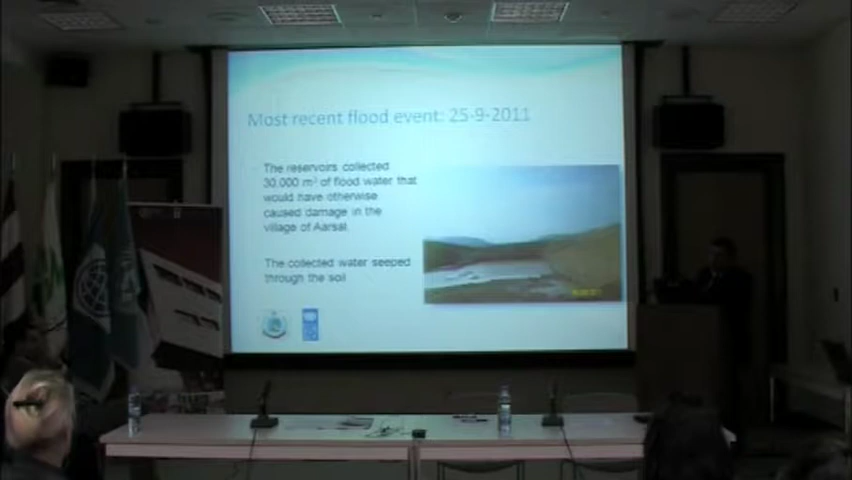 Most recent flood event: 25-9-2011
The reservoirs collected
30,000 m³ of flood water that
would have otherwise
caused damage in the
village of Aarsal.
The collected water seeped
through the soil